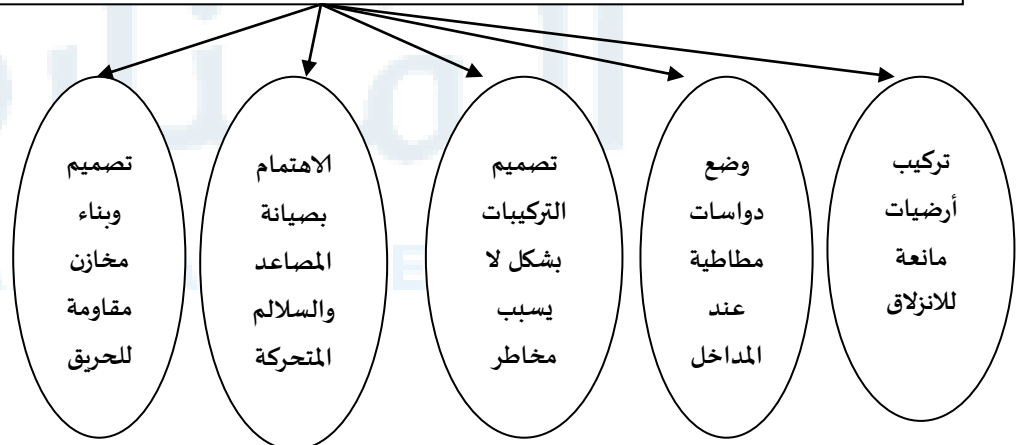 تركيب
أرضيات
مانعة
للانزلاق
وضع
دواسات
مطاطية
عند
المداخل
تصميم
التركيبات
بشكل لا
يسبب
مخاطر
الاهتمام
بصيانة
المصاعد
والسلالم
المتحركة
تصميم
وبناء
مخازن
مقاومة
للحريق